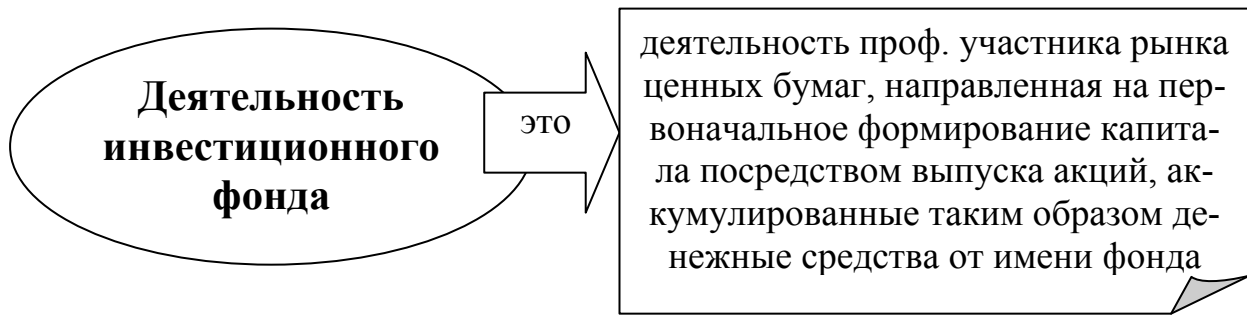 Деятельность
инвестиционного
фонда
это
деятельность проф. участника рынка
ценных бумаг, направленная на пер-
воначальное формирование капита-
ла посредством выпуска акций, ак-
кумулированные таким образом де-
нежные средства от имени фонда